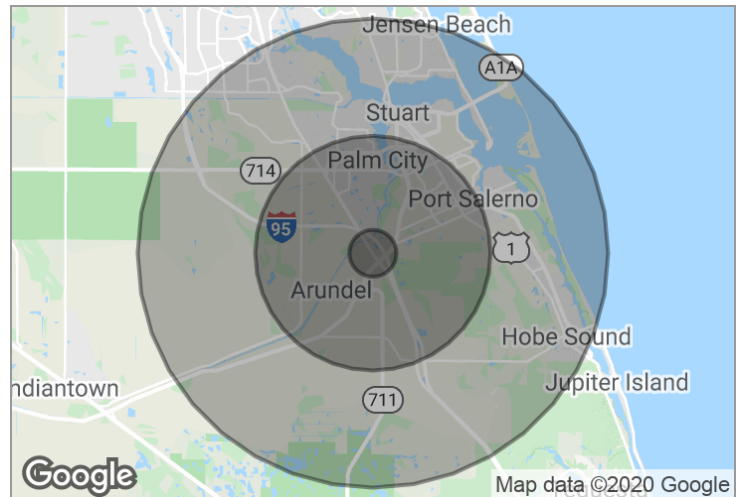 Jensen Beach
A1A
Stuart
Palm City
714
Port Salerno
95
1
Arundel
Hobe Sound
ndiantown
Jupiter Island
711
Google
Map data ©2020 Google